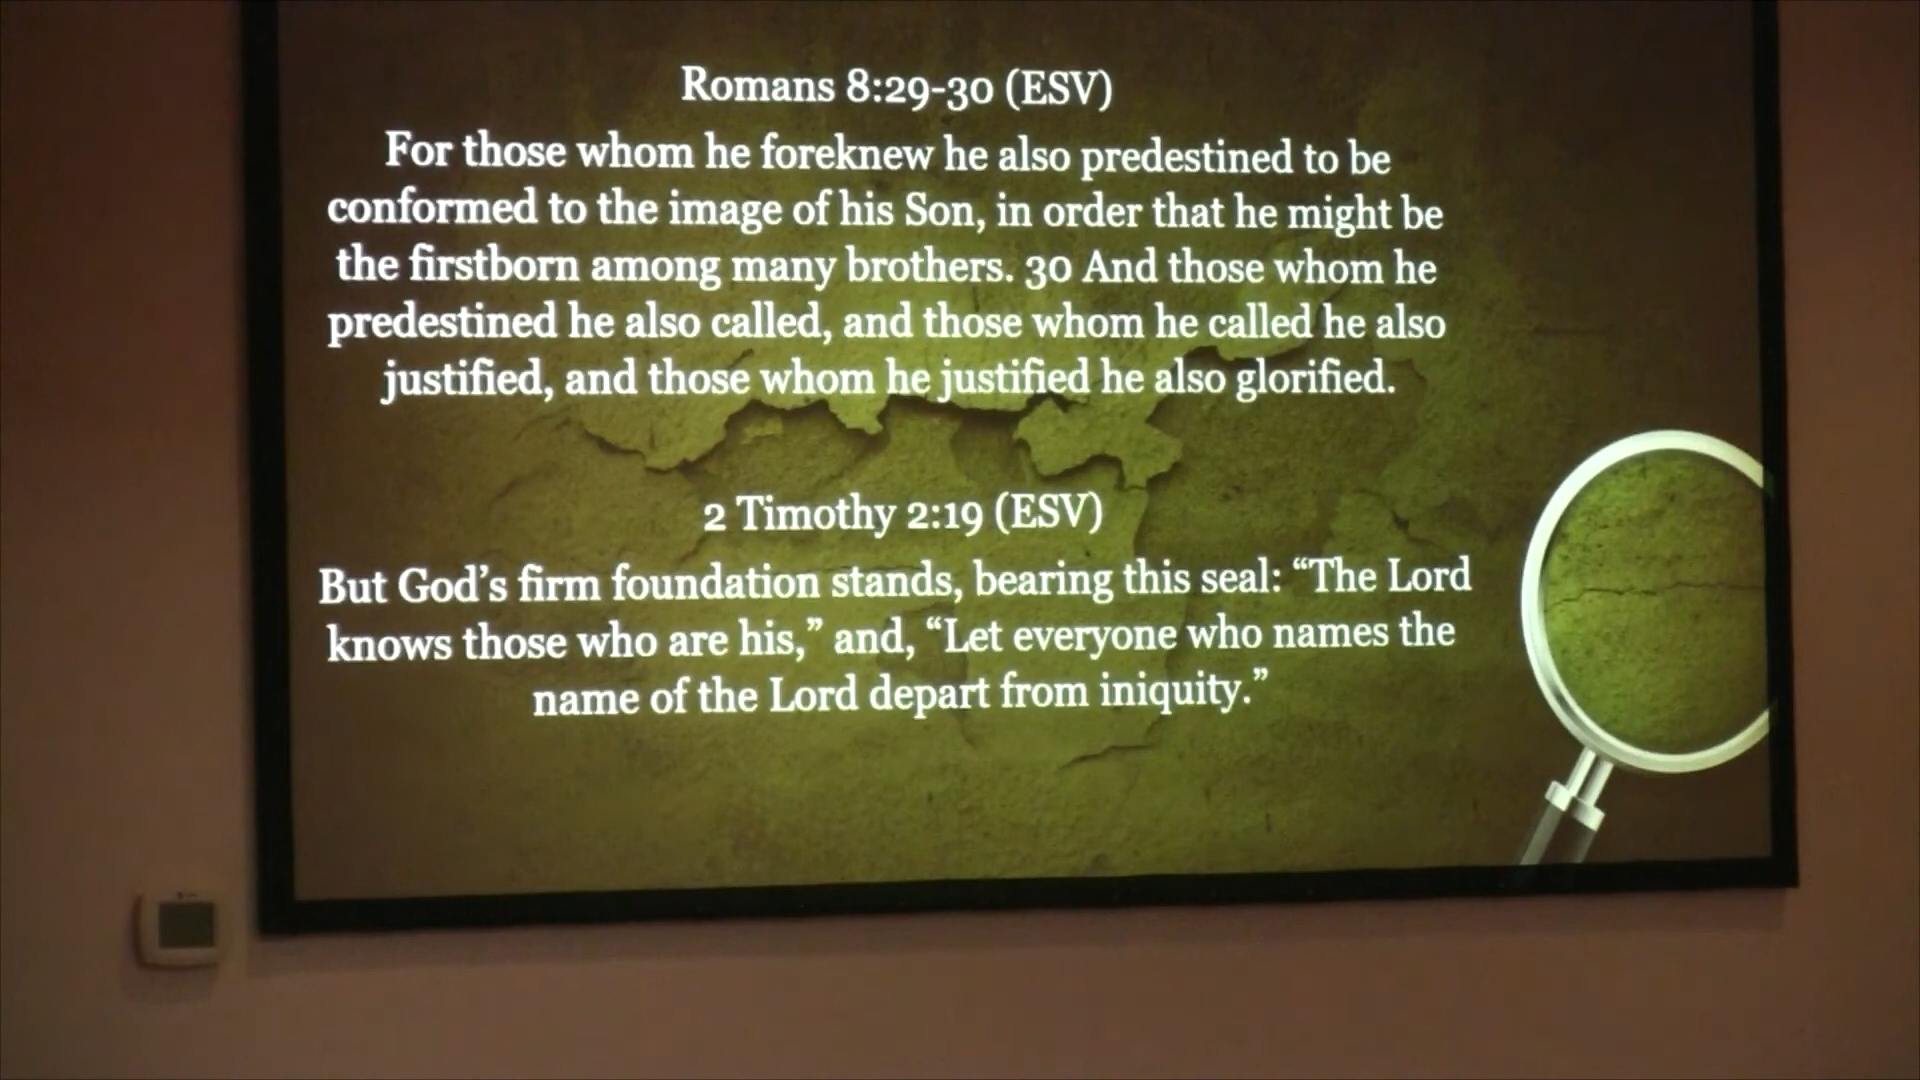 Romans 8:29-30 (ESV)
For those whom he foreknew he also predestined to be
conformed to the image of his Son, in order that he might be
the firstborn among many brothers. 30 And those whom he
predestined he also called, and those whom he called he also
justified, and those whom he justified he also glorified.
2 Timothy 2:19 (ESV)
But God’s firm foundation stands, bearing this seal: “The Lord
knows those who are his,” and, “Let everyone who names the
name of the Lord depart from iniquity.”